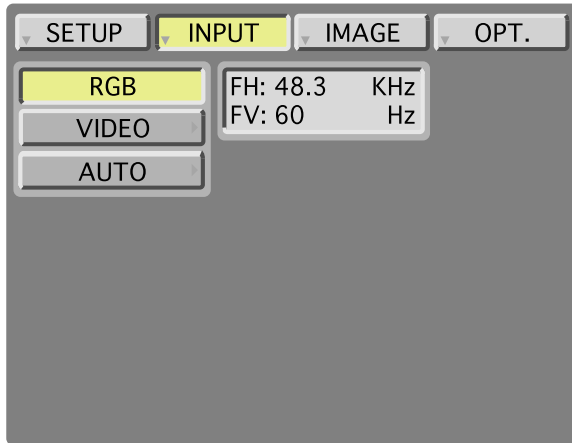 SETUP INPUT IMAGE OPT.
RGB
VIDEO
AUTO
FH: 48.3 KHz
FV: 60 Hz